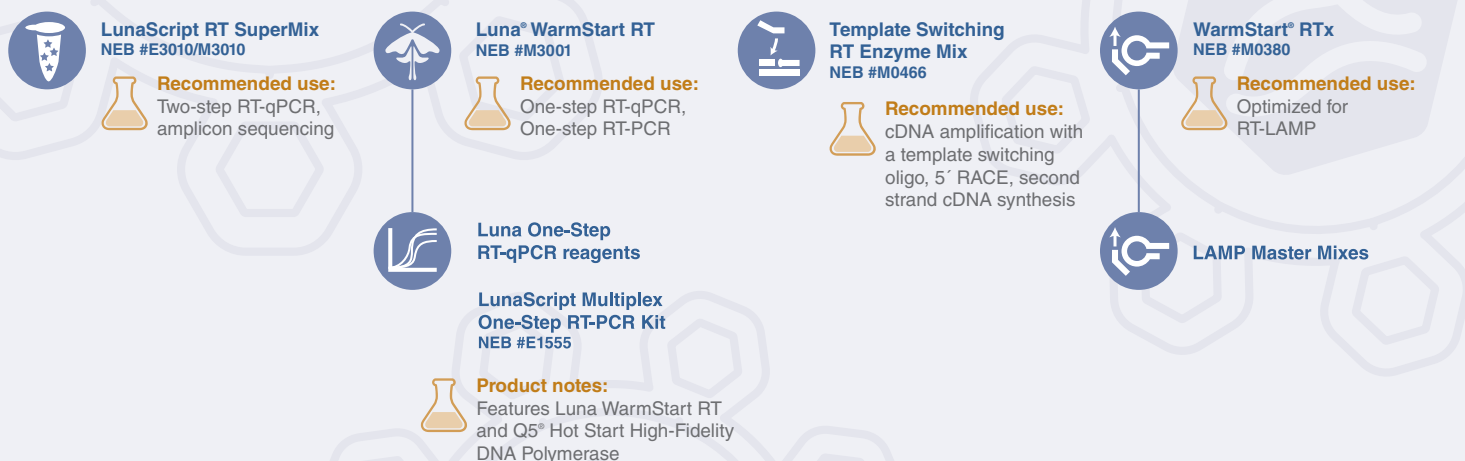 LunaScript RT SuperMix
NEB #E3010/M3010
Recommended use:
Two-step RT-qPCR,
amplicon sequencing
Luna® WarmStart RT
NEB #M3001
Recommended use:
One-step RT-qPCR,
One-step RT-PCR
Luna One-Step
RT-qPCR reagents
LunaScript Multiplex
One-Step RT-PCR Kit
NEB #E1555
Product notes:
Features Luna WarmStart RT
and Q5® Hot Start High-Fidelity
DNA Polymerase
Template Switching
RT Enzyme Mix
NEB #M0466
Recommended use:
cDNA amplification with
a template switching
oligo, 5´ RACE, second
strand cDNA synthesis
WarmStart® RTx
NEB #M0380
Recommended use:
Optimized for
RT-LAMP
LAMP Master Mixes